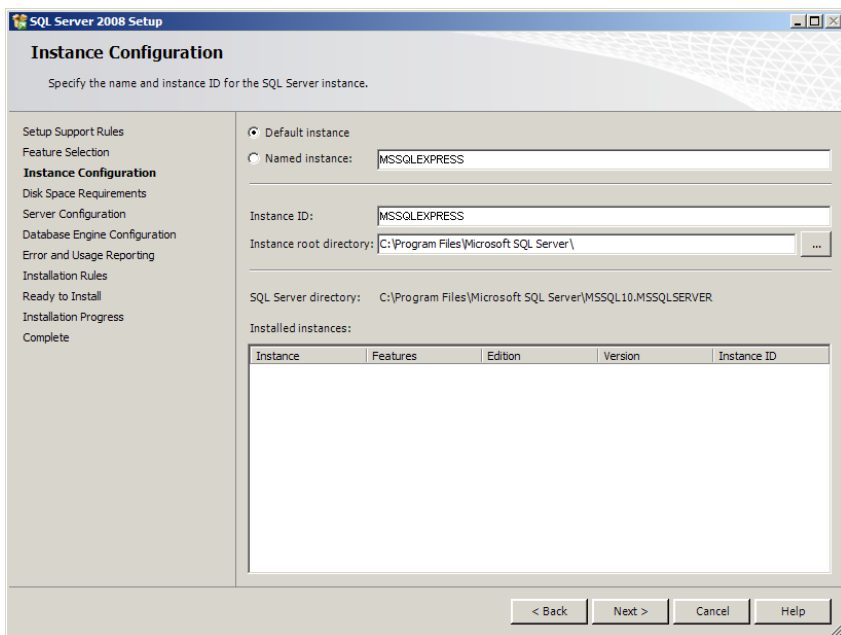 SQL Server 2008 Setup
Instance Configuration
Specify the name and instance ID for the SQL Server instance.
Setup Support Rules
Feature Selection
Instance Configuration
Disk Space Requirements
Server Configuration
Database Engine Configuration
Error and Usage Reporting
Installation Rules
Ready to Install
Installation Progress
Complete
Default instance
Named instance: MSSQLEXPRESS
Instance ID: MSSQLEXPRESS
Instance root directory: C:\Program Files\Microsoft SQL Server\ ...
SQL Server directory: C:\Program Files\Microsoft SQL Server\MSSQL10.MSSQLSERVER
Installed instances:
Instance Features Edition Version Instance ID
< Back Next > Cancel Help